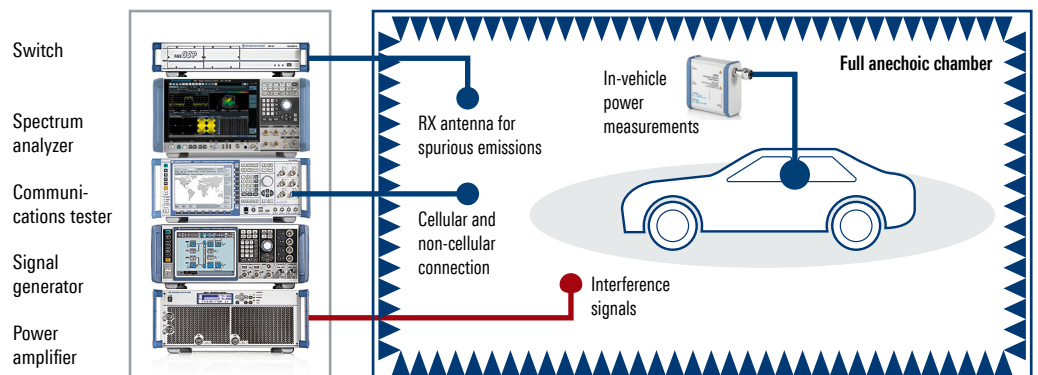 Switch
Spectrum
analyzer
Communi-
cations tester
Signal
generator
Power
amplifier
RX antenna for
spurious emissions
Cellular and
non-cellular
connection
Interference
signals
In-vehicle
power
measurements
Full anechoic chamber